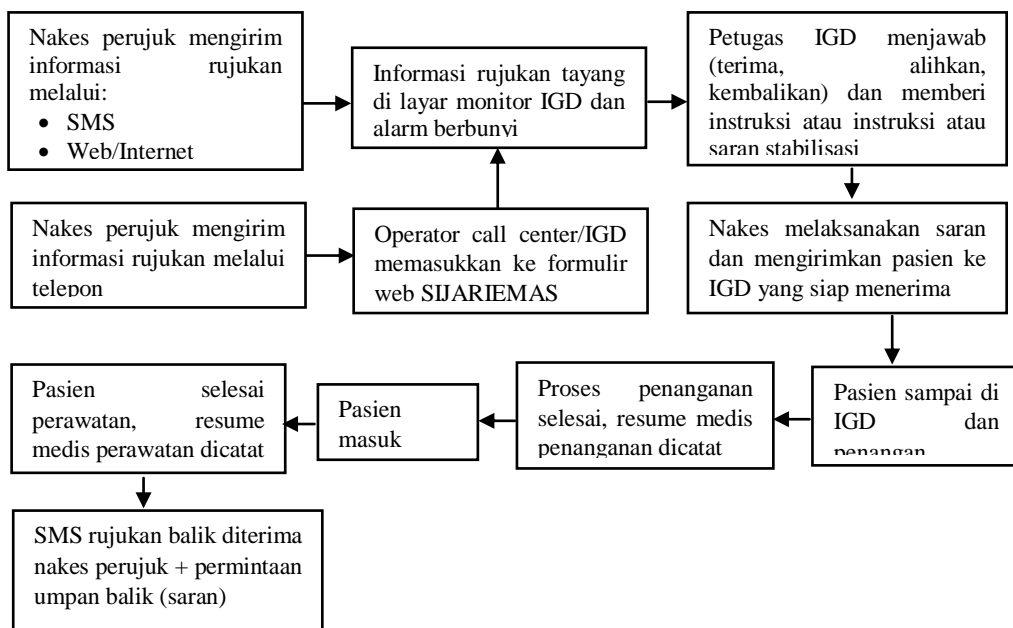 Nakes perujuk mengirim
informasi rujukan
melalui:
• SMS
• Web/Internet
Informasi rujukan tayang
di layar monitor IGD dan
alarm berbunyi
Petugas IGD menjawab
(terima, alihkan,
kembalikan) dan memberi
instruksi atau instruksi atau
saran stabilisasi
Nakes perujuk mengirim
informasi rujukan melalui
telepon
Operator call center/IGD
memasukkan ke formulir
web SIJARIEMAS
Nakes melaksanakan saran
dan mengirimkan pasien ke
IGD yang siap menerima
Pasien sampai di
IGD dan
penangan
Proses penanganan
selesai, resume medis
penanganan dicatat
Pasien
masuk
Pasien selesai
perawatan, resume
medis perawatan dicatat
SMS rujukan balik diterima
nakes perujuk + permintaan
umpan balik (saran)